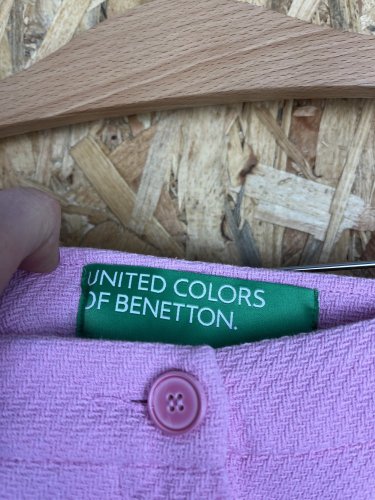 UNITED COLORS
OF BENETTON.